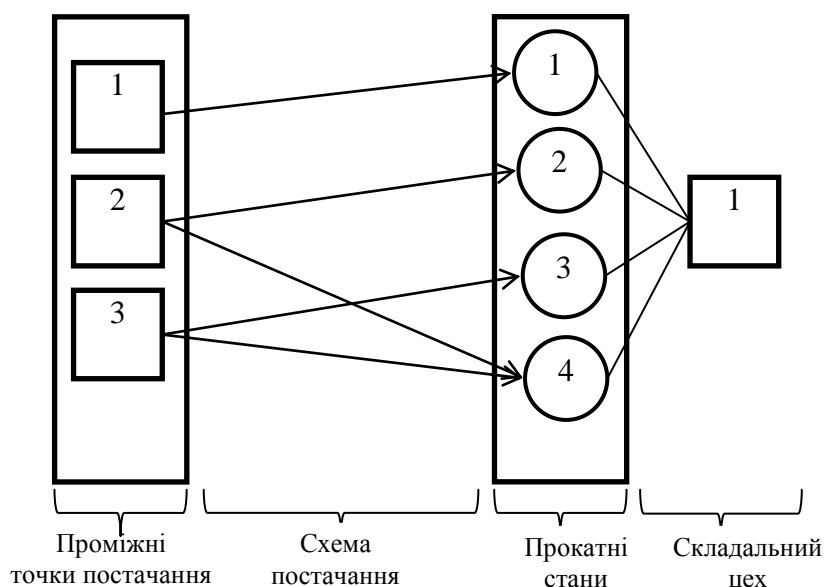 1
2
3
1
2
3
4
1
Проміжні
точки постачання
Схема
постачання
Прокатні
стани
Складальний
цех